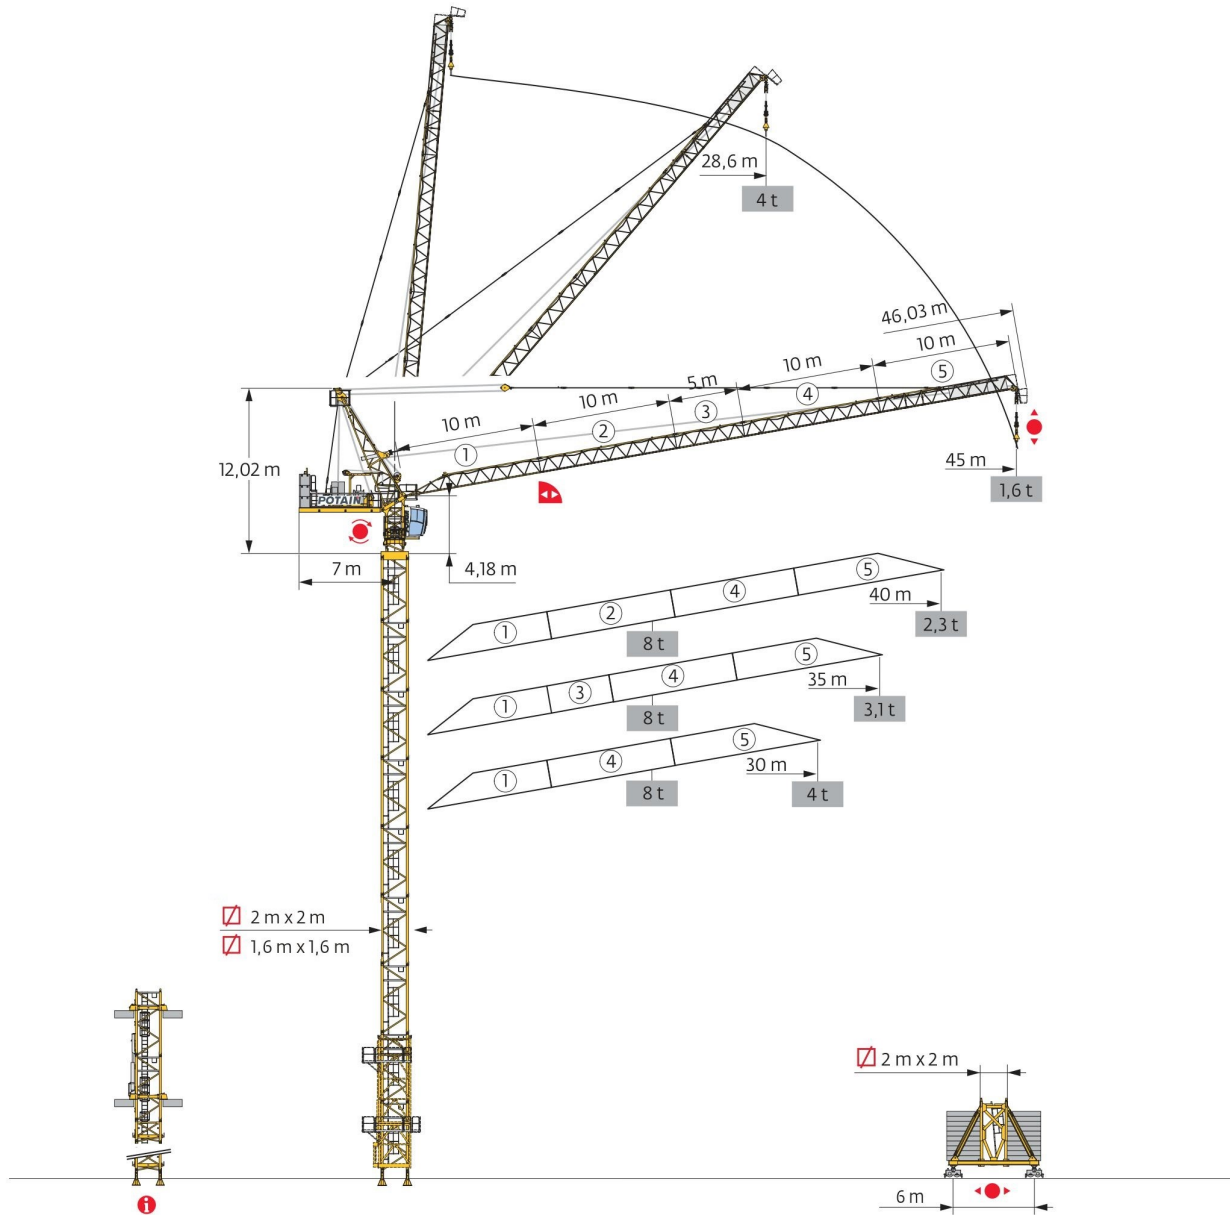 28,6 m
4 t
46,03 m
10 m
10 m
5 m
10 m
10 m
⑤
④
③
②
①
12,02 m
POTAIN
45 m
1,6 t
7 m
4,18 m
① ② ④ ⑤
40 m
8 t
2,3 t
① ③ ④ ⑤
35 m
8 t
3,1 t
① ④ ⑤
30 m
8 t
4 t
2 m x 2 m
1,6 m x 1,6 m
2 m x 2 m
i
6 m